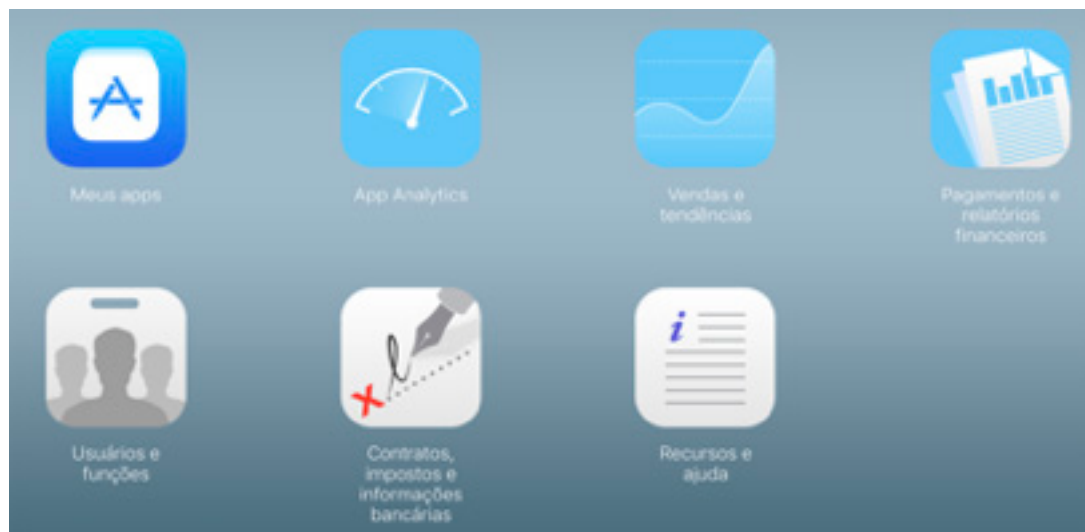 Meus apps
App Analytics
Vendas e
tendências
Pagamentos e
relatórios
financeiros
Usuários e
funções
Contratos,
impostos e
informações
bancárias
i
Recursos e
ajuda